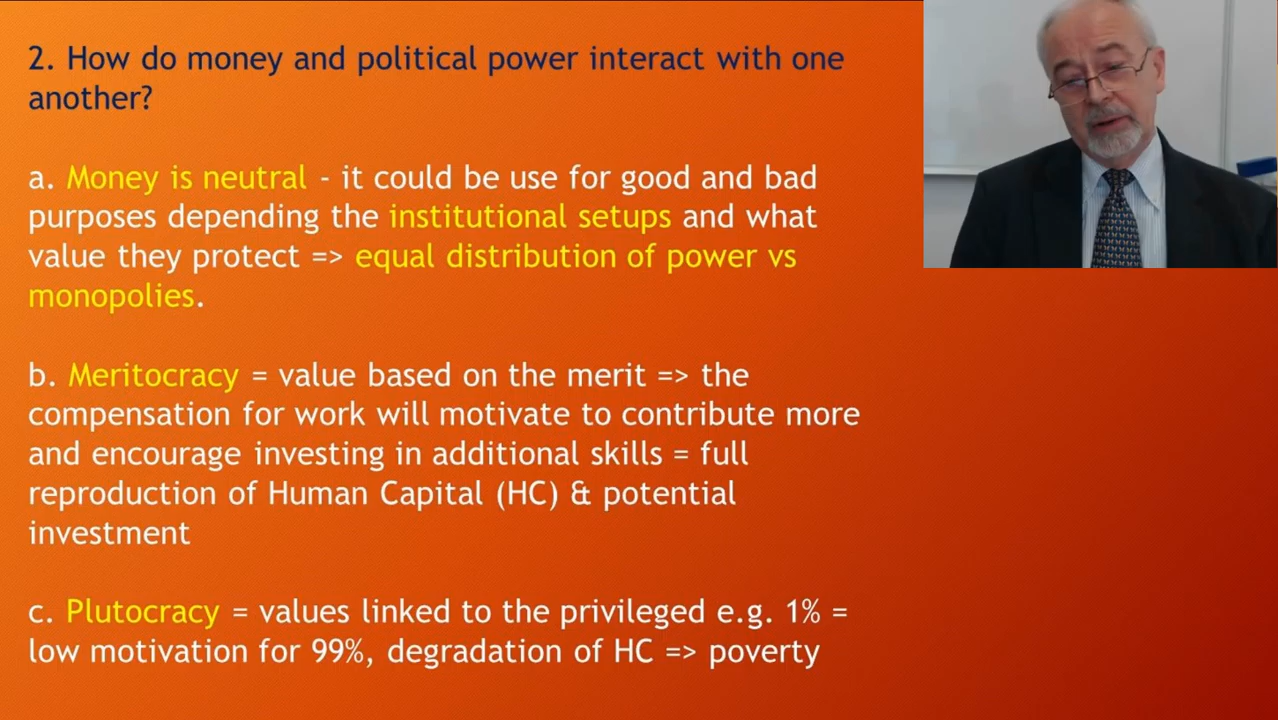 2. How do money and political power interact with one
another?
a. Money is neutral - it could be use for good and bad
purposes depending the institutional setups and what
value they protect => equal distribution of power vs
monopolies.
b. Meritocracy = value based on the merit => the
compensation for work will motivate to contribute more
and encourage investing in additional skills = full
reproduction of Human Capital (HC) & potential
investment
c. Plutocracy = values linked to the privileged e.g. 1% =
low motivation for 99%, degradation of HC => poverty